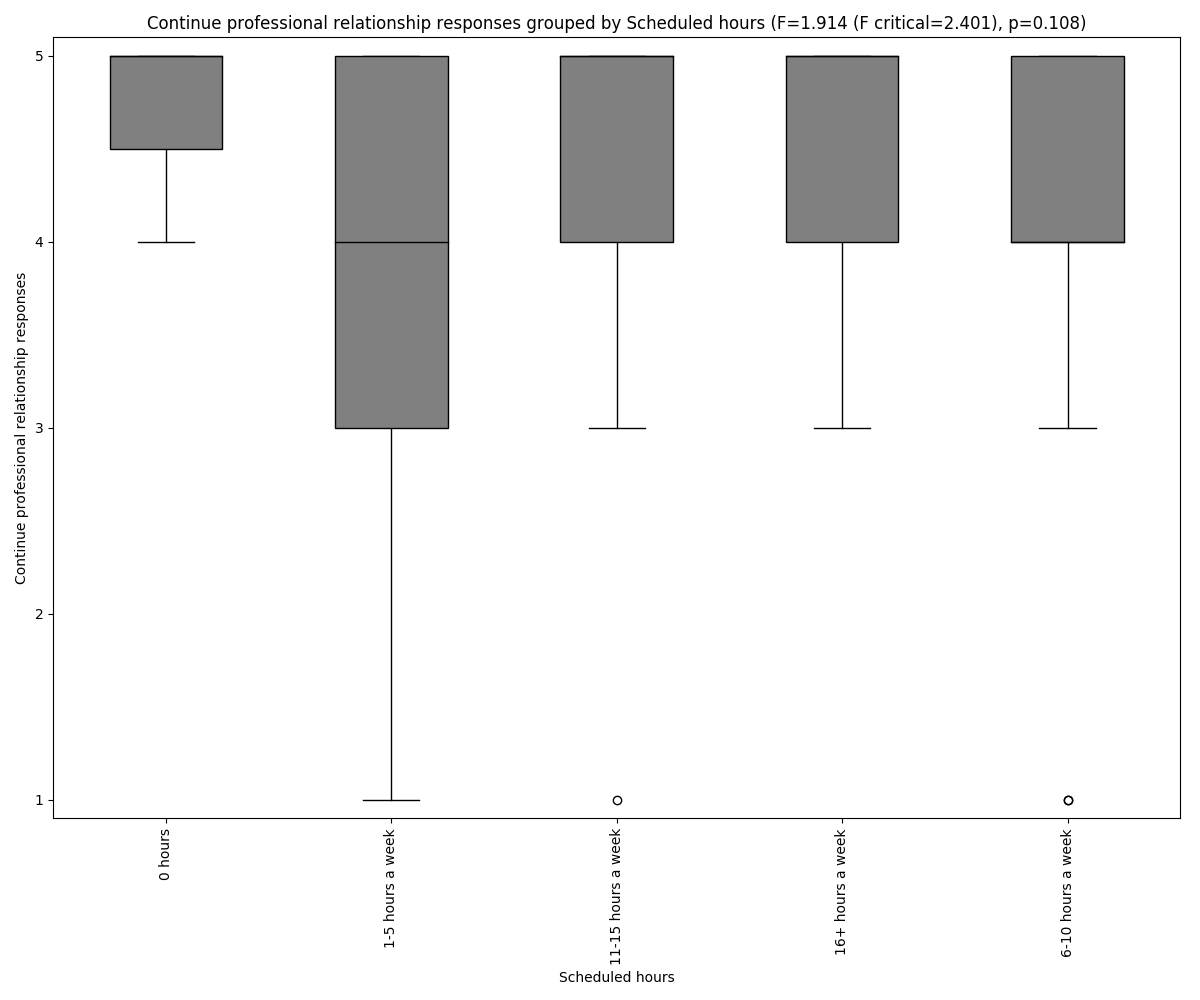 Continue professional relationship responses grouped by Scheduled hours (F=1.914 (F critical=2.401), p=0.108)
Continue professional relationship responses
5
4
3
2
1
0 hours
1-5 hours a week
11-15 hours a week
16+ hours a week
6-10 hours a week
Scheduled hours